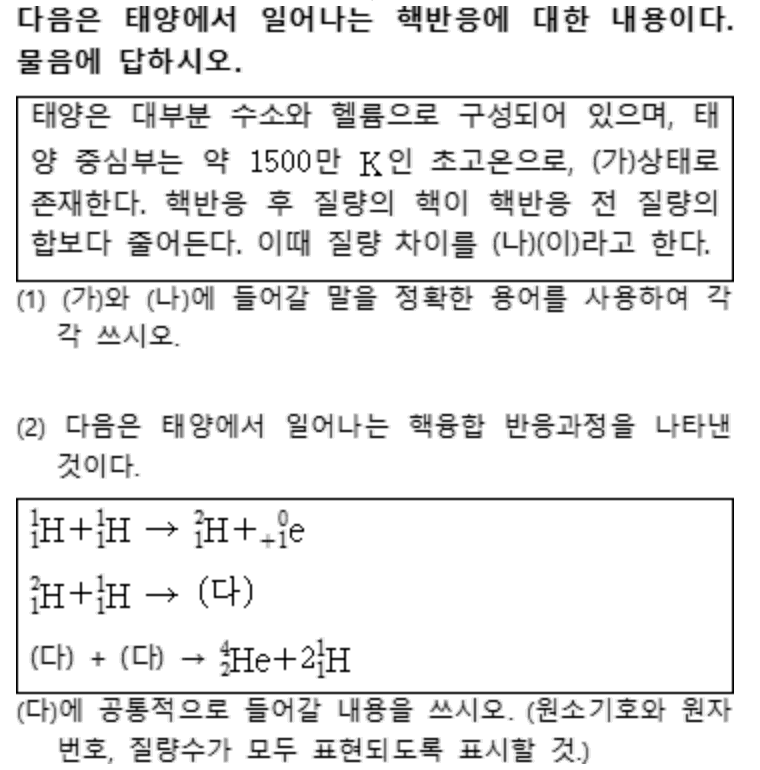 다음은 태양에서 일어나는 핵반응에 대한 내용이다.
물음에 답하시오.
태양은 대부분 수소와 헬륨으로 구성되어 있으며, 태
양 중심부는 약 1500만 K인 초고온으로, (가)상태로
존재한다. 핵반응 후 질량의 핵이 핵반응 전 질량의
합보다 줄어든다. 이때 질량 차이를 (나)(이)라고 한다.
(1) (가)와 (나)에 들어갈 말을 정확한 용어를 사용하여 각
각 쓰시오.
(2) 다음은 태양에서 일어나는 핵융합 반응과정을 나타낸
것이다.
¹₁H+¹₁H → ²₁H+₊⁰₁e
²₁H+¹₁H → (다)
(다) + (다) → ⁴₂He+2¹₁H
(다)에 공통적으로 들어갈 내용을 쓰시오. (원소기호와 원자
번호, 질량수가 모두 표현되도록 표시할 것.)